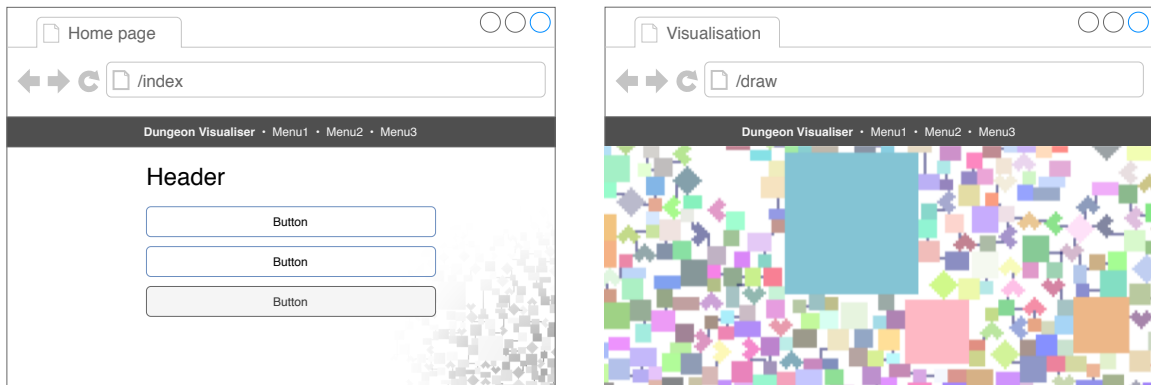 Home page
/index
Dungeon Visualiser • Menu1 • Menu2 • Menu3
Header
Button
Button
Button
Visualisation
/draw
Dungeon Visualiser • Menu1 • Menu2 • Menu3